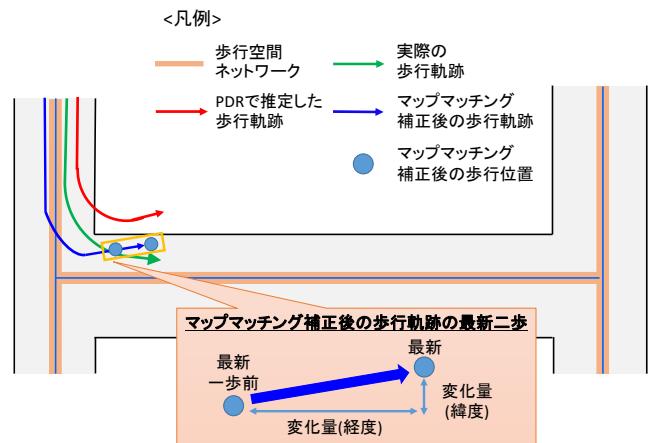 <凡例>
歩行空間
ネットワーク
実際の
歩行軌跡
PDRで推定した
歩行軌跡
マップマッチング
補正後の歩行軌跡
マップマッチング
補正後の歩行位置
マップマッチング補正後の歩行軌跡の最新二歩
最新
一歩前
最新
変化量
(緯度)
変化量(経度)